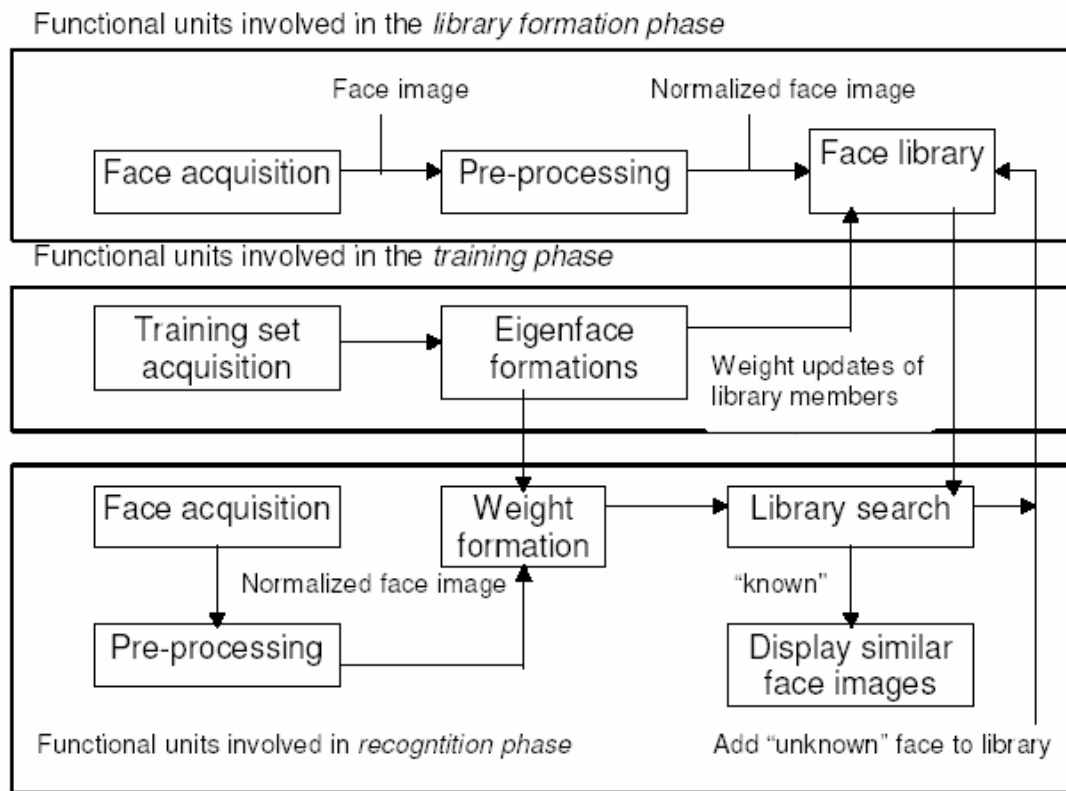 Functional units involved in the library formation phase
Face image
Normalized face image
Face acquisition
Pre-processing
Face library
Functional units involved in the training phase
Training set
acquisition
Eigenface
formations
Weight updates of
library members
Face acquisition
Weight
formation
Library search
Normalized face image
“known”
Pre-processing
Display similar
face images
Functional units involved in recogntition phase
Add “unknown” face to library